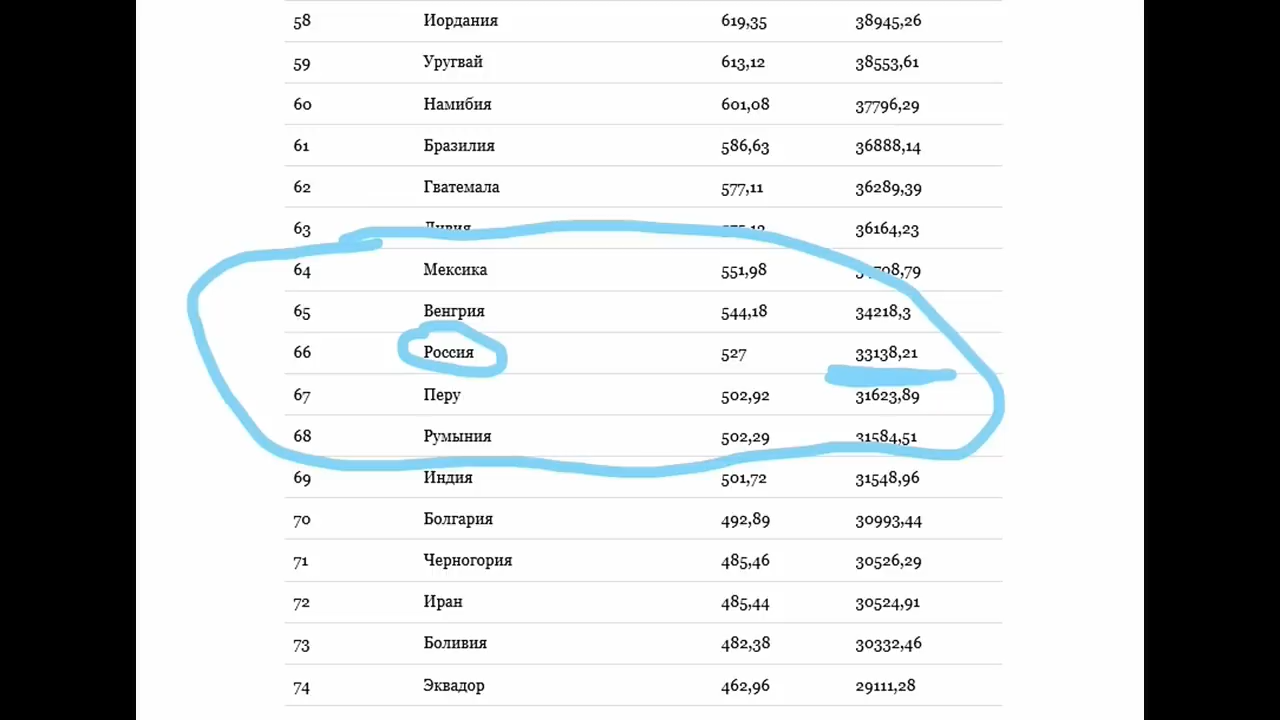 58 Иордания 619,35 38945,26
59 Уругвай 613,12 38553,61
60 Намибия 601,08 37796,29
61 Бразилия 586,63 36888,14
62 Гватемала 577,11 36289,39
63 Ливия 36164,23
64 Мексика 551,98
65 Венгрия 544,18 34218,3
66 Россия 527 33138,21
67 Перу 502,92 31623,89
68 Румыния 502,29 31584,51
69 Индия 501,72 31548,96
70 Болгария 492,89 30993,44
71 Черногория 485,46 30526,29
72 Иран 485,44 30524,91
73 Боливия 482,38 30332,46
74 Эквадор 462,96 29111,28